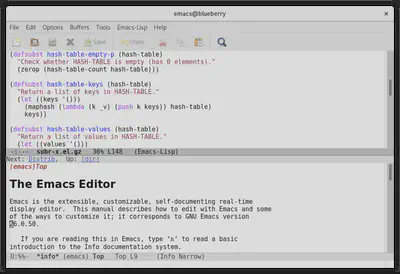 emacs@blueberry
File Edit Options Buffers Tools Emacs-Lisp Help
Save Undo
(defsubst hash-table-empty-p (hash-table)
"Check whether HASH-TABLE is empty (has 0 elements)."
(zerop (hash-table-count hash-table)))
(defsubst hash-table-keys (hash-table)
"Return a list of keys in HASH-TABLE."
(let ((keys '()))
(maphash (lambda (k _v) (push k keys)) hash-table)
keys))
(defsubst hash-table-values (hash-table)
"Return a list of values in HASH-TABLE."
(let ((values '()))
-:--- subr-x.el.gz 36% L148 (Emacs-Lisp)
Next: Distrib, Up: (dir)
(emacs)Top
The Emacs Editor
Emacs is the extensible, customizable, self-documenting real-time
display editor. This manual describes how to edit with Emacs and some
of the ways to customize it; it corresponds to GNU Emacs version
26.0.50.
If you are reading this in Emacs, type 'h' to read a basic
introduction to the Info documentation system.
U:%%- *info* (emacs) Top Top L9 (Info Narrow)